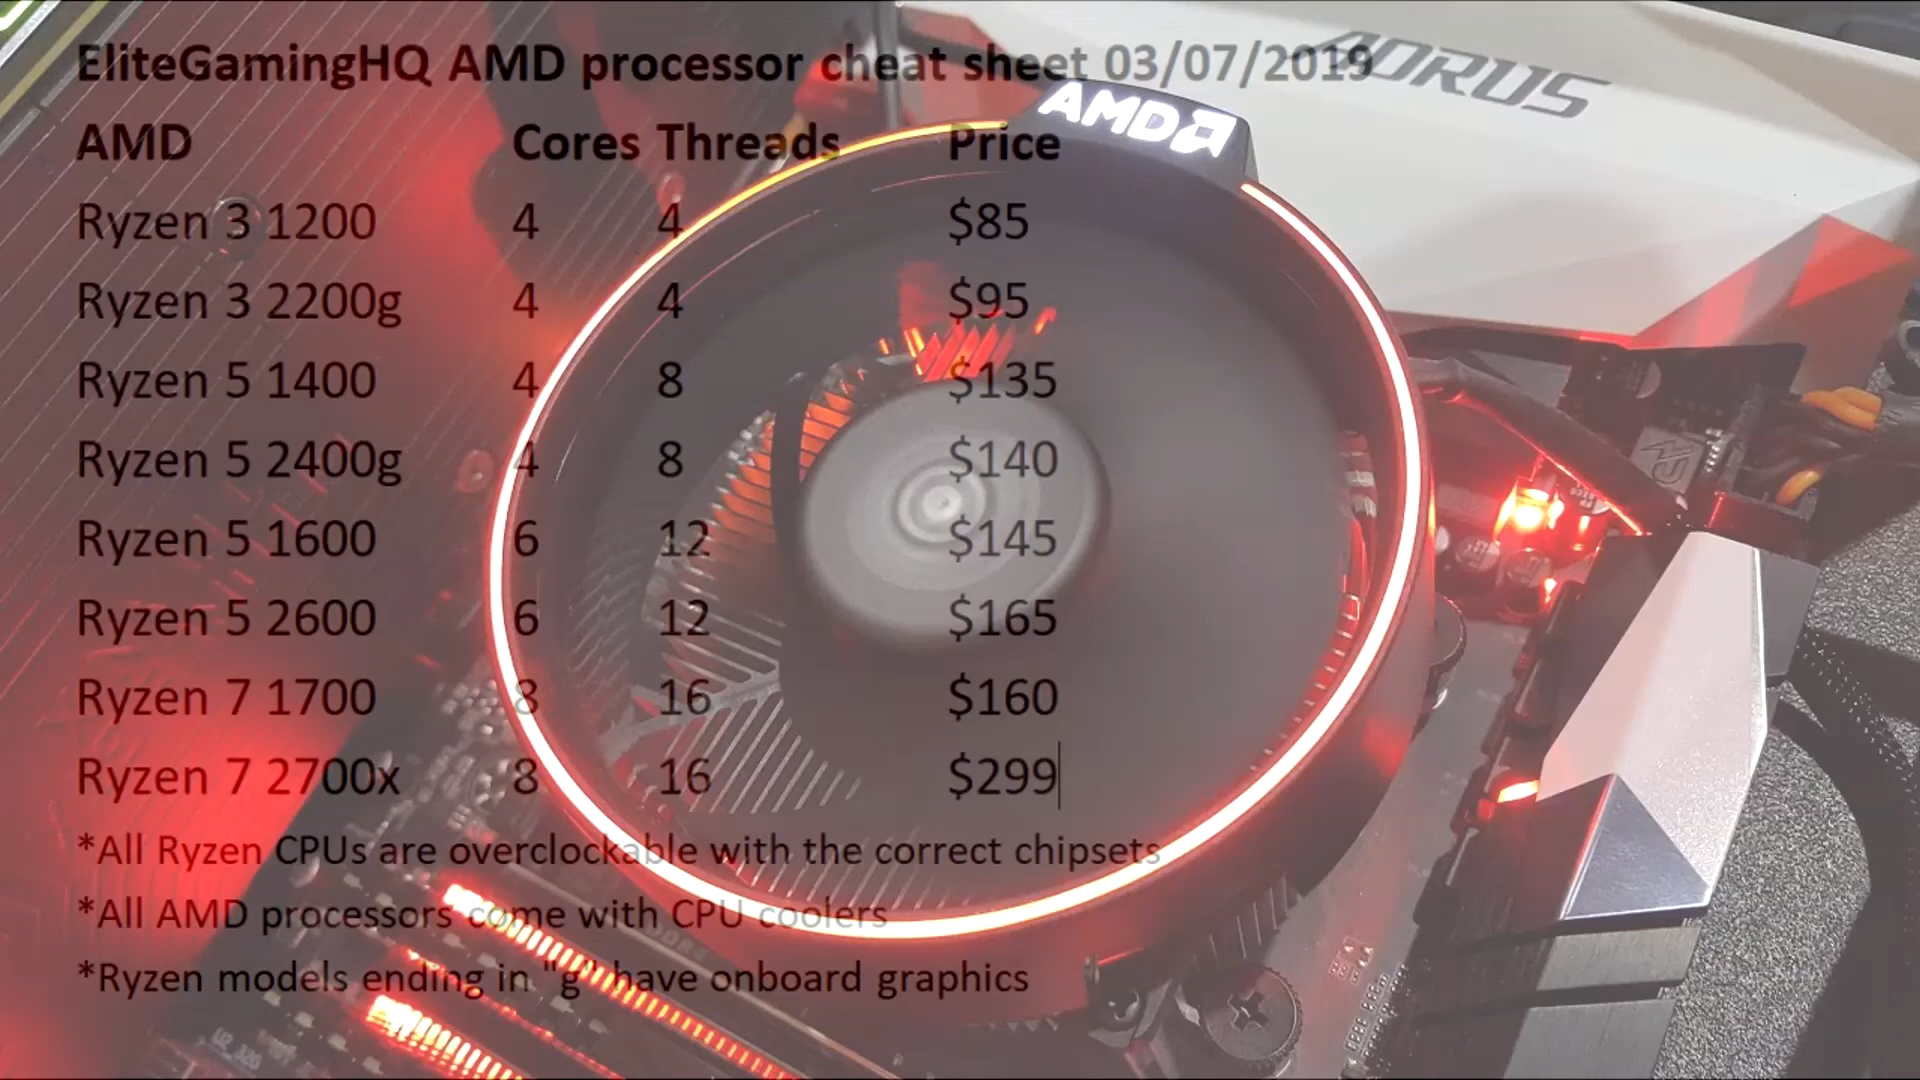 EliteGamingHQ AMD processor cheat sheet 03/07/2019
AORUS
AMD
AMD Cores Threads Price
Ryzen 3 1200 4 4 $85
Ryzen 3 2200g 4 4 $95
Ryzen 5 1400 4 8 $135
Ryzen 5 2400g 4 8 $140
Ryzen 5 1600 6 12 $145
Ryzen 5 2600 6 12 $165
Ryzen 7 1700 8 16 $160
Ryzen 7 2700x 8 16 $299
*All Ryzen CPUs are overclockable with the correct chipsets
*All AMD processors come with CPU coolers
*Ryzen models ending in "g" have onboard graphics